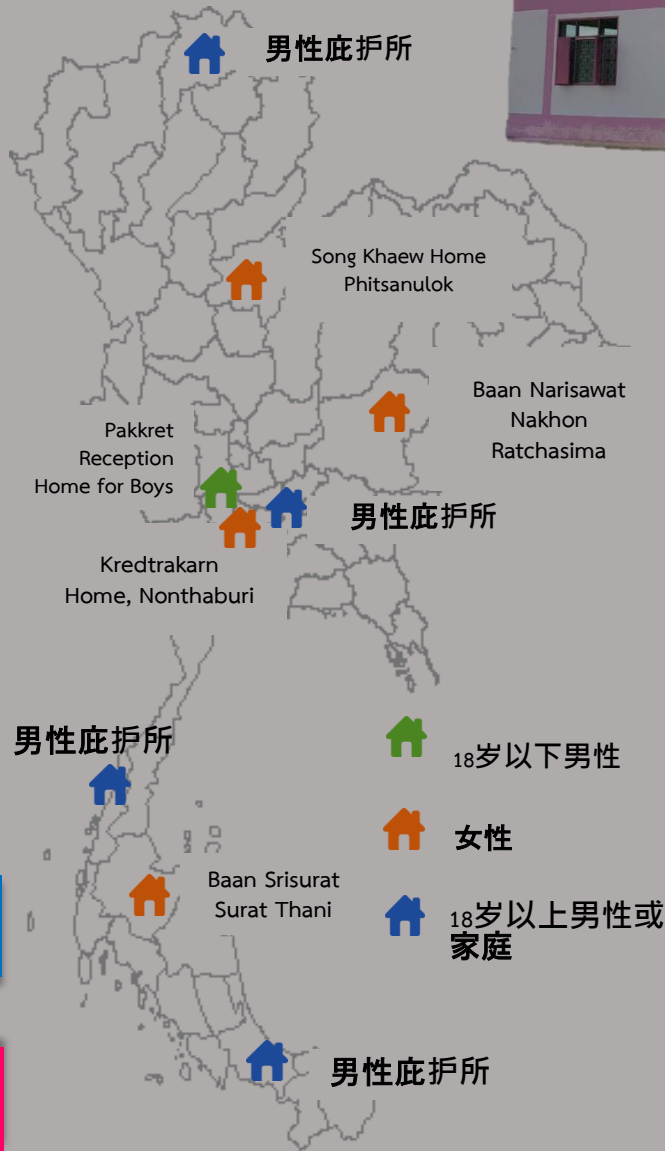 男性庇护所
Song Khaew Home
Phitsanulok
Baan Narisawat
Nakhon
Ratchasima
Pakkret
Reception
Home for Boys
男性庇护所
Kredtrakarn
Home, Nonthaburi
男性庇护所
18岁以下男性
女性
Baan Srisurat
Surat Thani
18岁以上男性或
家庭
男性庇护所